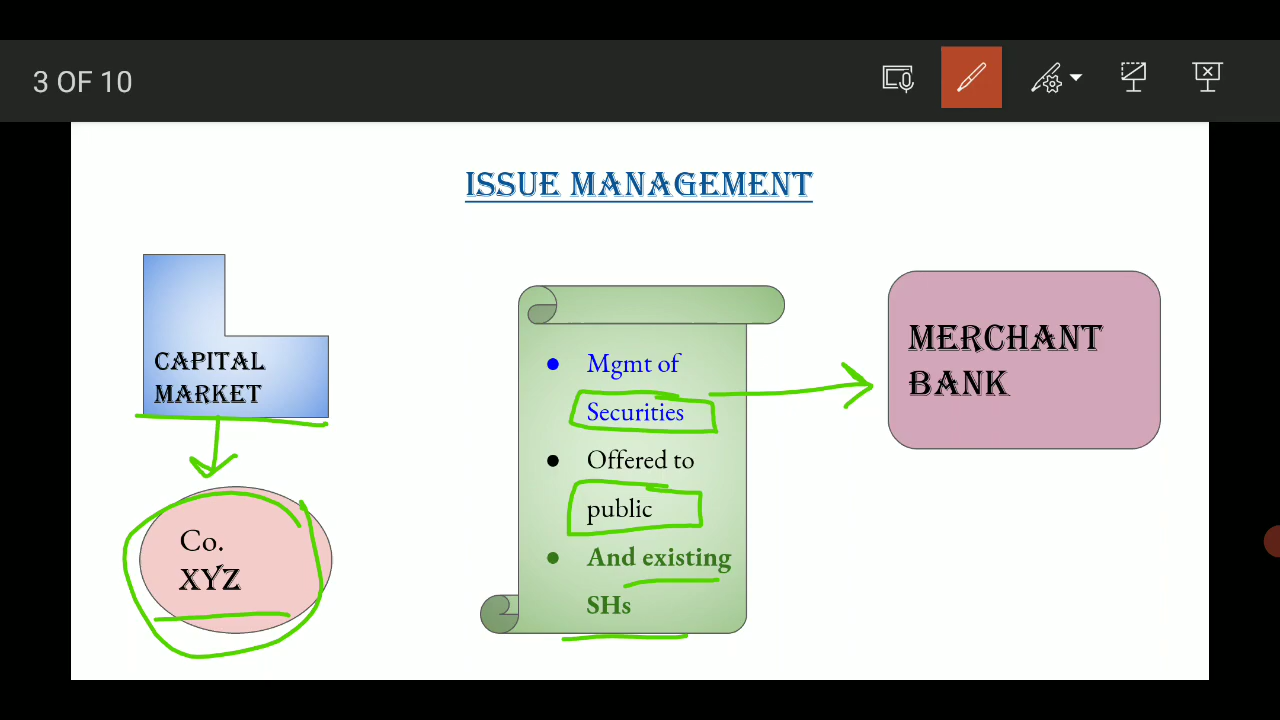 3 OF 10
ISSUE MANAGEMENT
CAPITAL
MARKET
Co.
XYZ
● Mgmt of
Securities
● Offered to
public
● And existing
SHs
MERCHANT
BANK